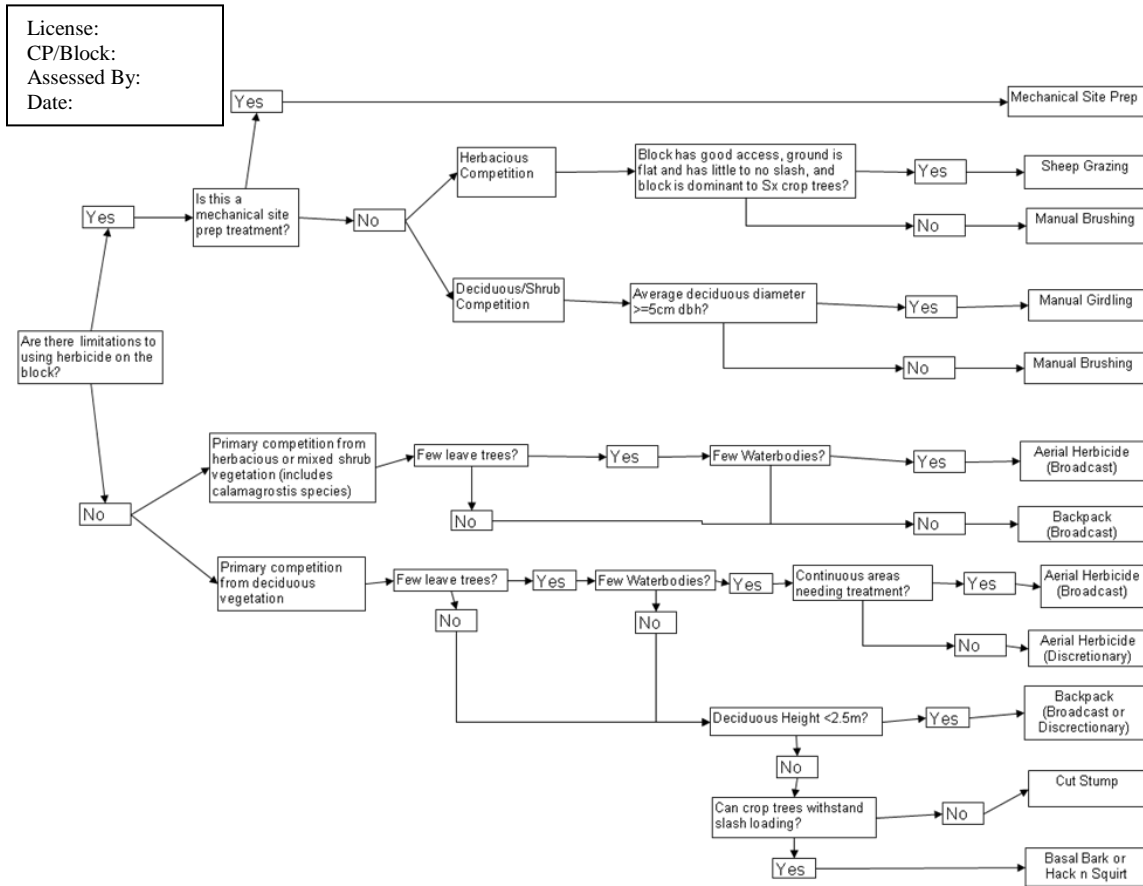 License:
CP/Block:
Assessed By:
Date:
Yes
Mechanical Site Prep
Herbacious
Competition
Block has good access, ground is
flat and has little to no slash, and
block is dominant to Sx crop trees?
Yes
Sheep Grazing
Is this a
mechanical site
prep treatment?
Yes
No
No
Manual Brushing
Deciduous/Shrub
Competition
Average deciduous diameter
>=5cm dbh?
Yes
Manual Girdling
Are there limitations to
using herbicide on the
block?
No
Manual Brushing
Primary competition from
herbacious or mixed shrub
vegetation (includes
calamagrostis species)
Few leave trees?
Yes
Few Waterbodies?
Yes
Aerial Herbicide
(Broadcast)
No
No
No
Backpack
(Broadcast)
Primary competition
from deciduous
vegetation
Few leave trees?
Yes
Few Waterbodies?
Yes
Continuous areas
needing treatment?
Yes
Aerial Herbicide
(Broadcast)
No
No
No
Aerial Herbicide
(Discretionary)
Deciduous Height <2.5m?
Yes
Backpack
(Broadcast or
Discrectionary)
No
Can crop trees withstand
slash loading?
No
Cut Stump
Yes
Basal Bark or
Hack n Squirt